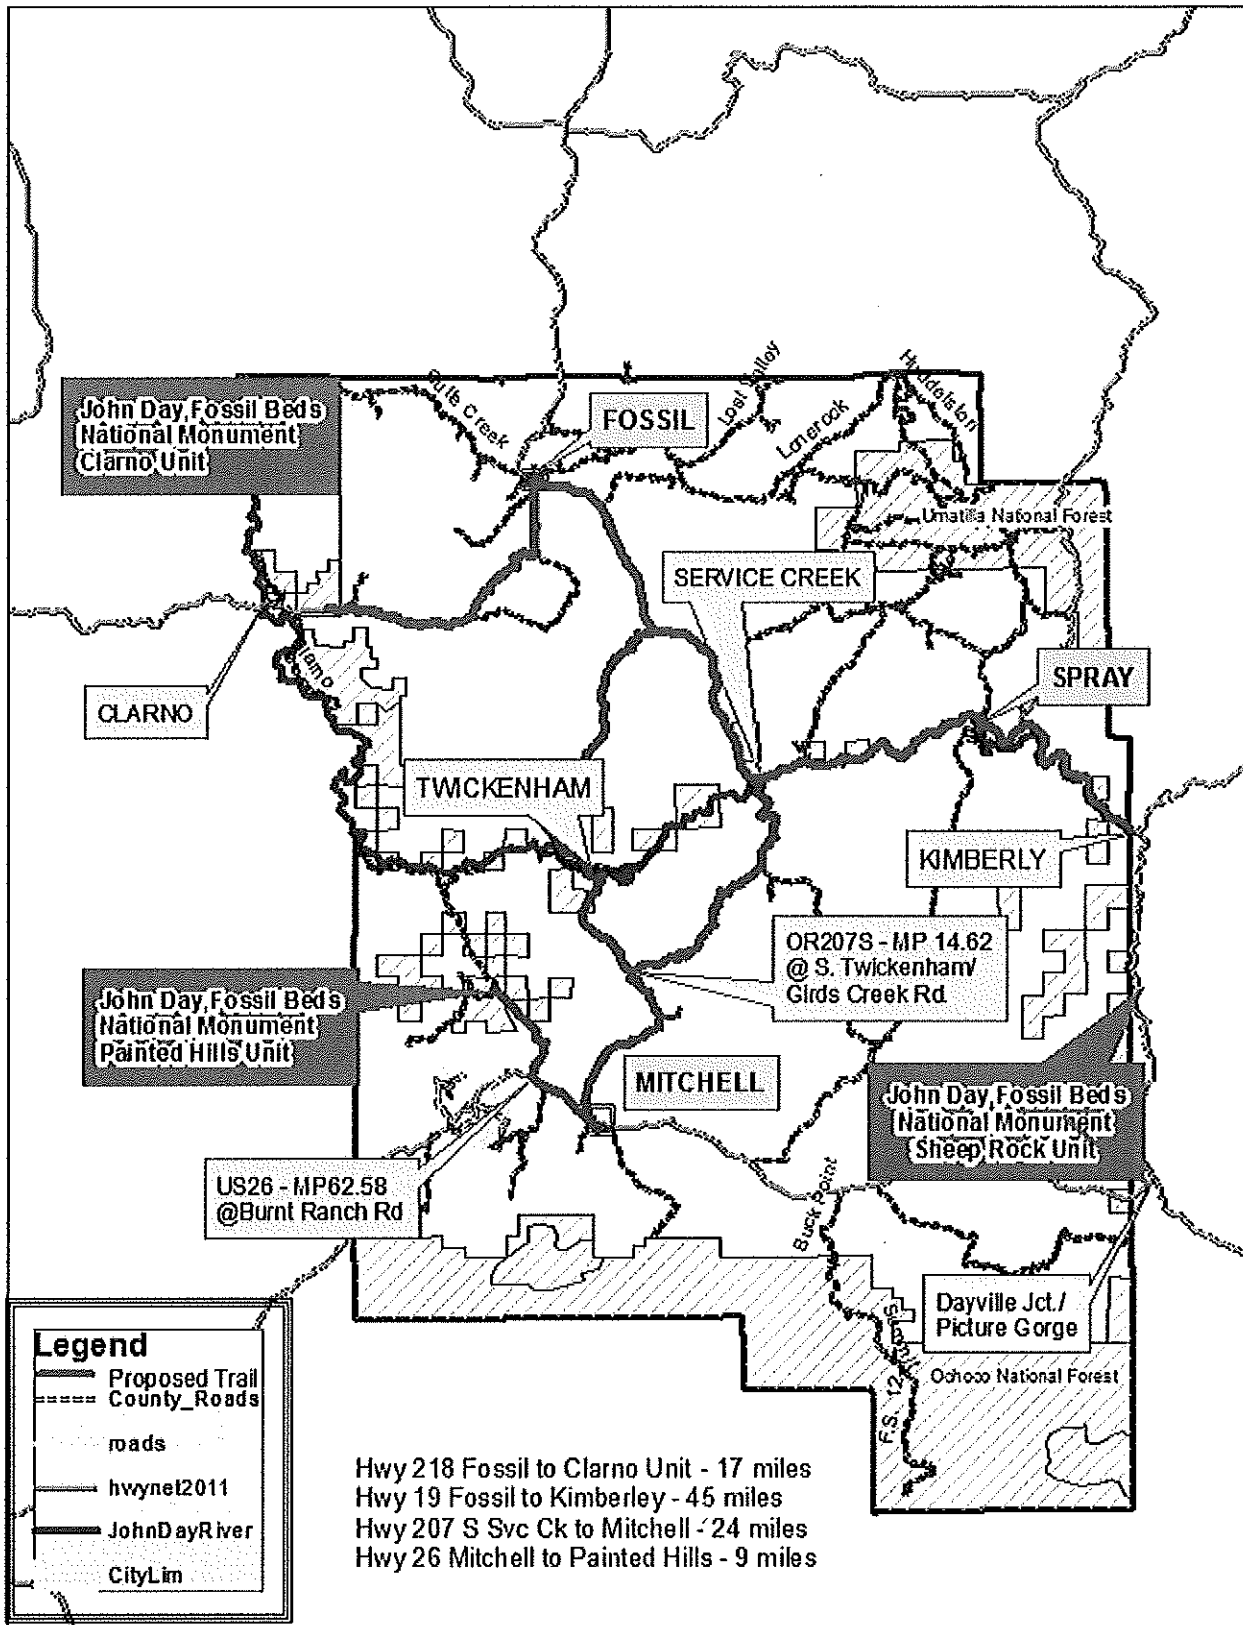 Butte Creek
Lost Valley
Lonerock
Huddelston
John Day Fossil Beds
National Monument
Clarno Unit
FOSSIL
Umatilla National Forest
SERVICE CREEK
SPRAY
CLARNO
TWICKENHAM
KIMBERLY
OR207S - MP 14.62
@ S. Twickenham/
Girds Creek Rd.
John Day Fossil Beds
National Monument
Painted Hills Unit
MITCHELL
John Day Fossil Beds
National Monument
Sheep Rock Unit
US26 - MP62.58
@Burnt Ranch Rd
Buck Point
Dayville Jct./
Picture Gorge
Summit
F.S. 12
Ochoco National Forest
Legend
Proposed Trail
County_Roads
roads
hwynet2011
JohnDayRiver
CityLim
Hwy 218 Fossil to Clarno Unit - 17 miles
Hwy 19 Fossil to Kimberley - 45 miles
Hwy 207 S Svc Ck to Mitchell - 24 miles
Hwy 26 Mitchell to Painted Hills - 9 miles